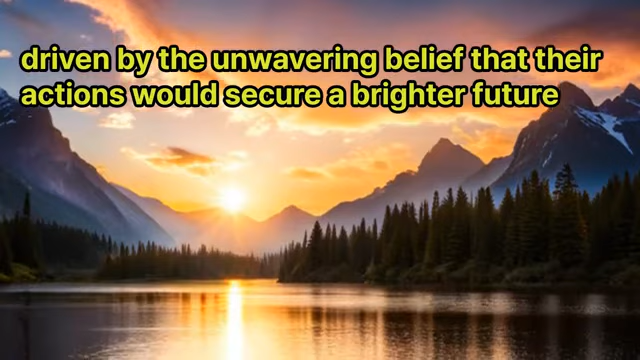 driven by the unwavering belief that their
actions would secure a brighter future